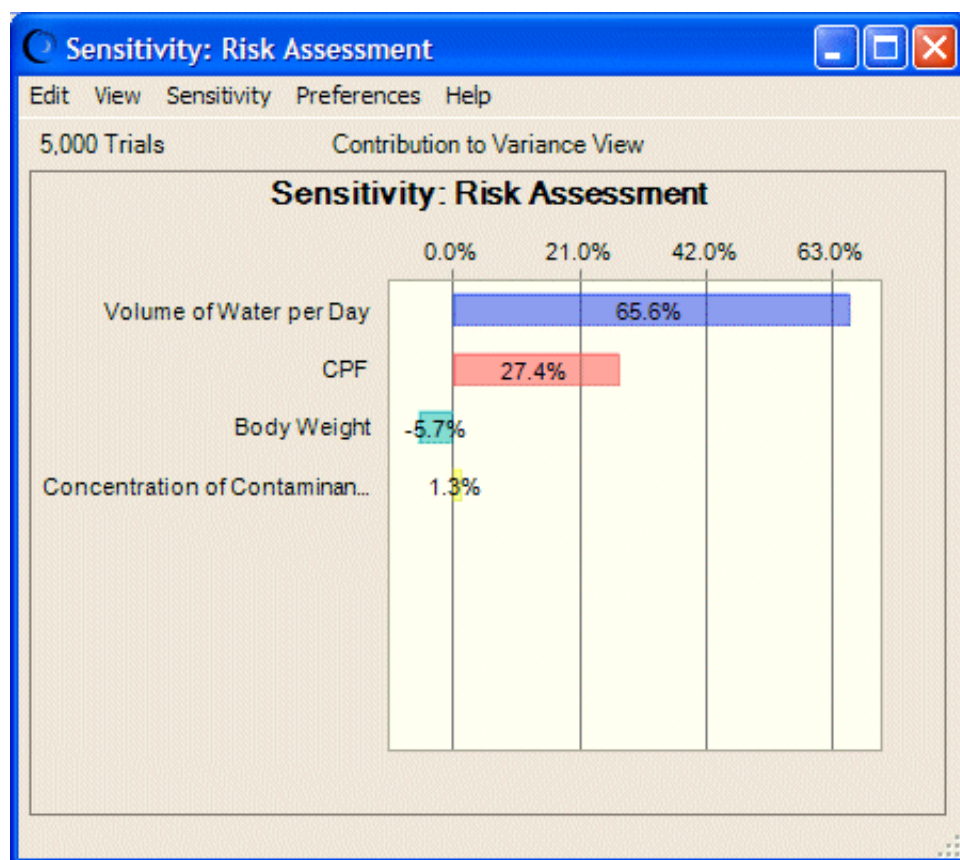 Sensitivity: Risk Assessment
Edit View Sensitivity Preferences Help
5,000 Trials Contribution to Variance View
Sensitivity: Risk Assessment
0.0% 21.0% 42.0% 63.0%
Volume of Water per Day 65.6%
CPF 27.4%
Body Weight -5.7%
Concentration of Contaminan... 1.3%